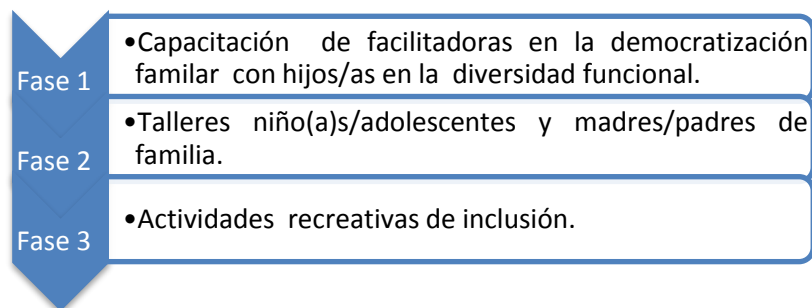 Fase 1
•Capacitación de facilitadoras en la democratización
familar con hijos/as en la diversidad funcional.
Fase 2
•Talleres niño(a)s/adolescentes y madres/padres de
familia.
Fase 3
•Actividades recreativas de inclusión.